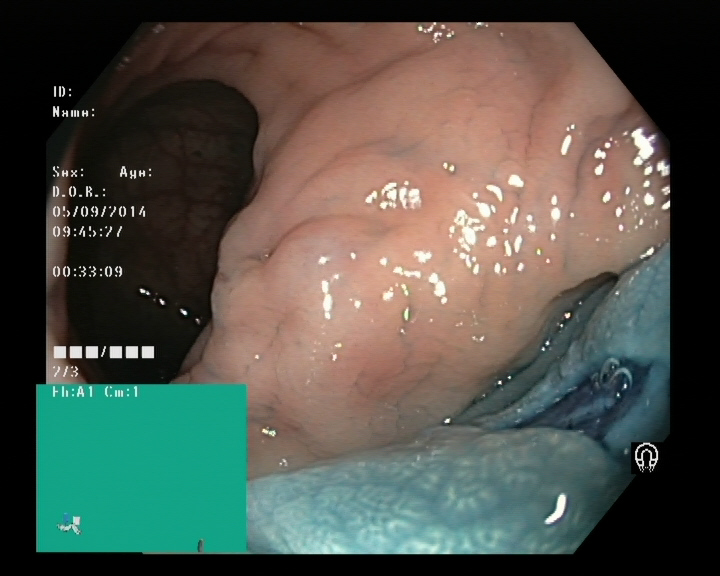 ID:
Name:
Sex: Age:
D.O.B.:
05/09/2014
09:45:27
00:33:09
■■■/■■■
2/3
Eh:A1 Cm:1